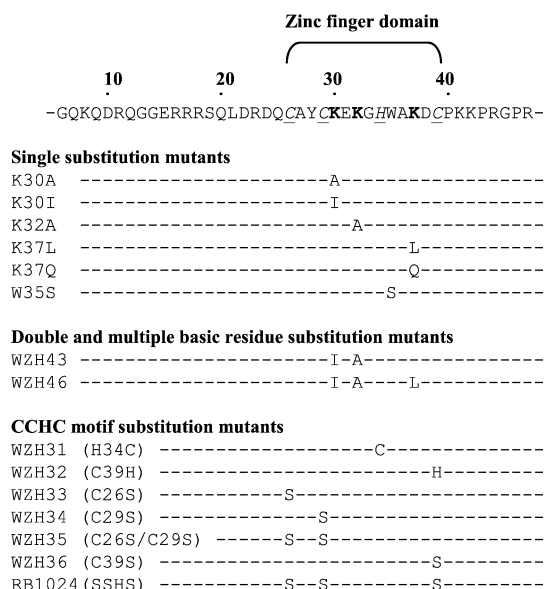 Zinc finger domain
10 20 30 40
-GQKQDRQGGERRRSQLDRDQCAYCKEKGHWAKDCPKKPRGPR-
Single substitution mutants
K30A ----------------------A------------------
K30I ----------------------I------------------
K32A ------------------------A----------------
K37L -----------------------------L-----------
K37Q -----------------------------Q-----------
W35S ---------------------------S-------------
Double and multiple basic residue substitution mutants
WZH43 ----------------------I-A----------------
WZH46 ----------------------I-A----L-----------
CCHC motif substitution mutants
WZH31 (H34C) -------------------C--------------
WZH32 (C39H) ------------------------H---------
WZH33 (C26S) -----------S----------------------
WZH34 (C29S) --------------S-------------------
WZH35 (C26S/C29S) ------S--S-------------------
WZH36 (C39S) ------------------------S---------
RB1024(SSHS) -----------S--S---------S---------